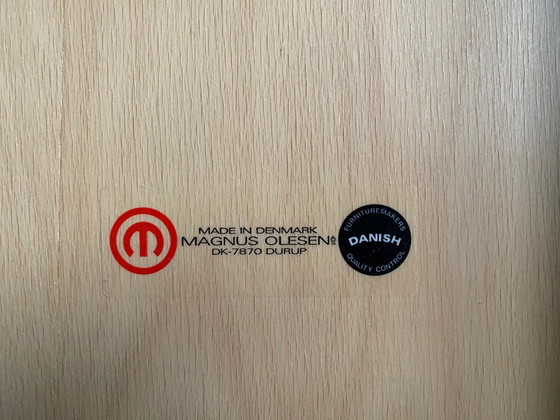 MADE IN DENMARK
MAGNUS OLESEN A/S
DK-7870 DURUP
FURNITUREMAKERS
DANISH
QUALITY CONTROL